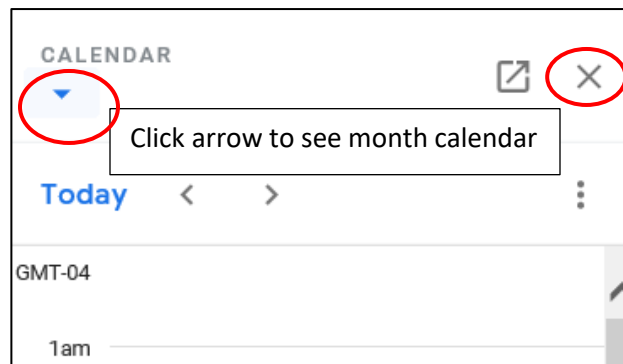 CALENDAR
Click arrow to see month calendar
Today
GMT-04
1am